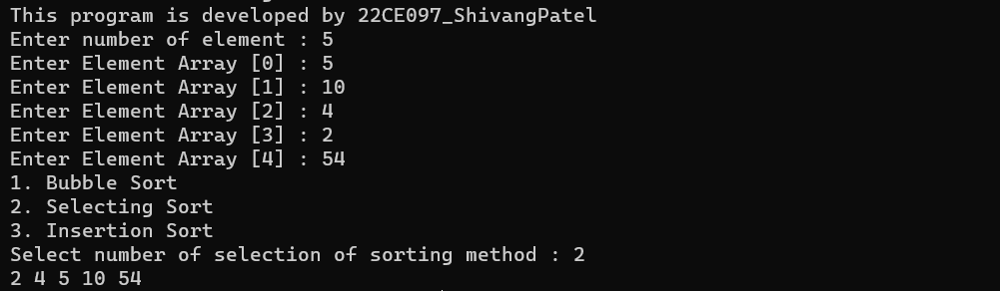 This program is developed by 22CE097_ShivangPatel
Enter number of element : 5
Enter Element Array [0] : 5
Enter Element Array [1] : 10
Enter Element Array [2] : 4
Enter Element Array [3] : 2
Enter Element Array [4] : 54
1. Bubble Sort
2. Selecting Sort
3. Insertion Sort
Select number of selection of sorting method : 2
2 4 5 10 54